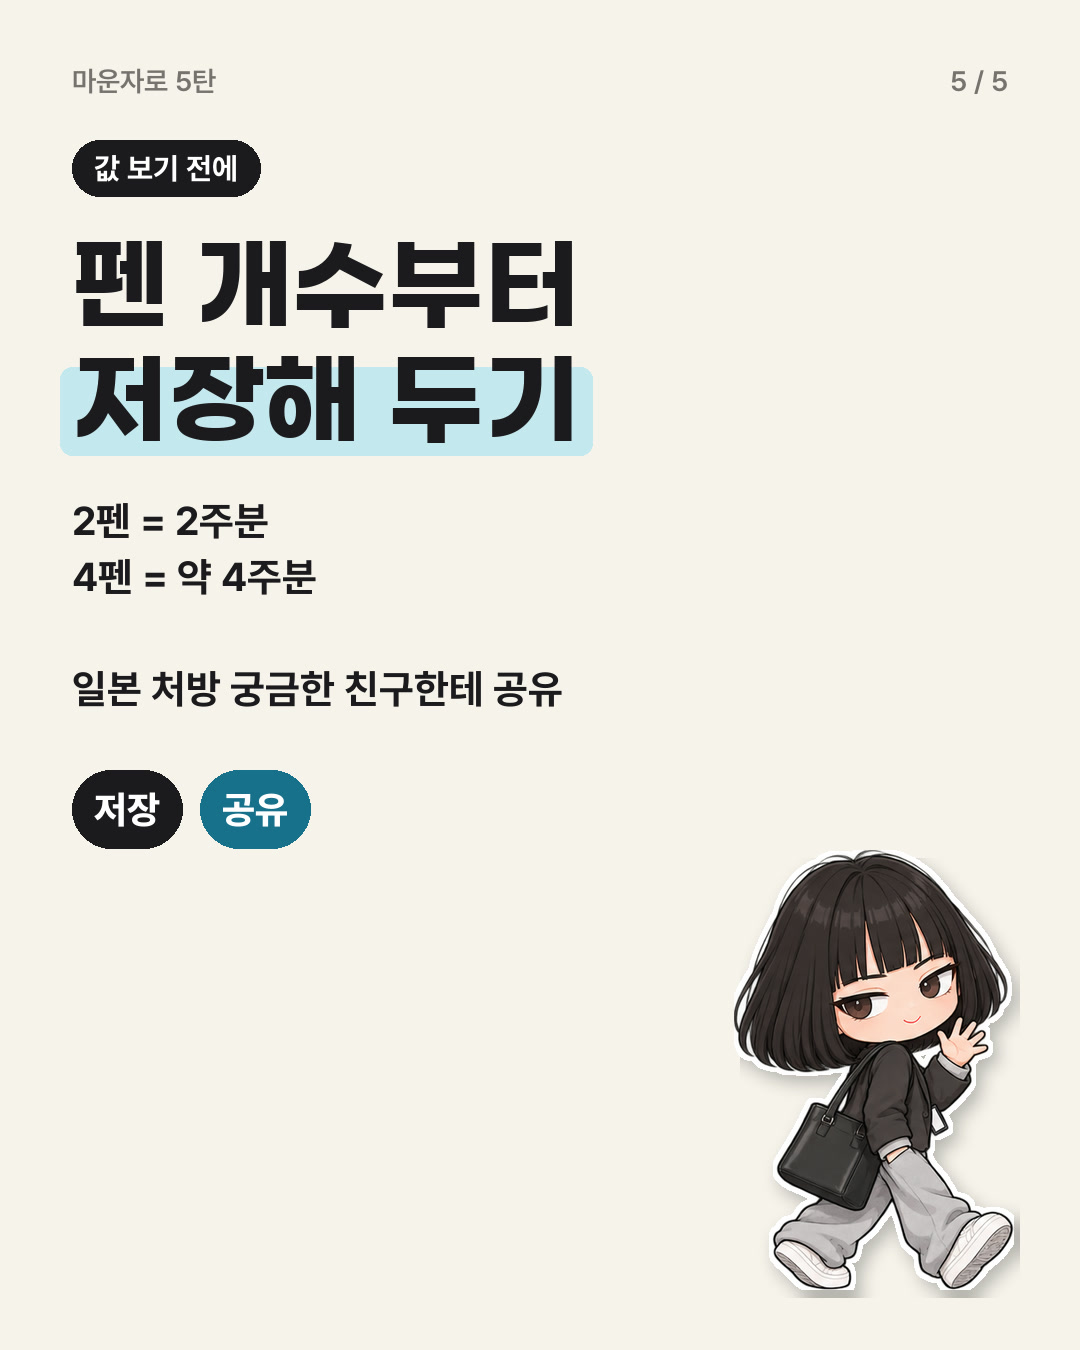 마운자로 5탄
5 / 5
값 보기 전에
펜 개수부터
저장해 두기
2펜 = 2주분
4펜 = 약 4주분
일본 처방 궁금한 친구한테 공유
저장
공유